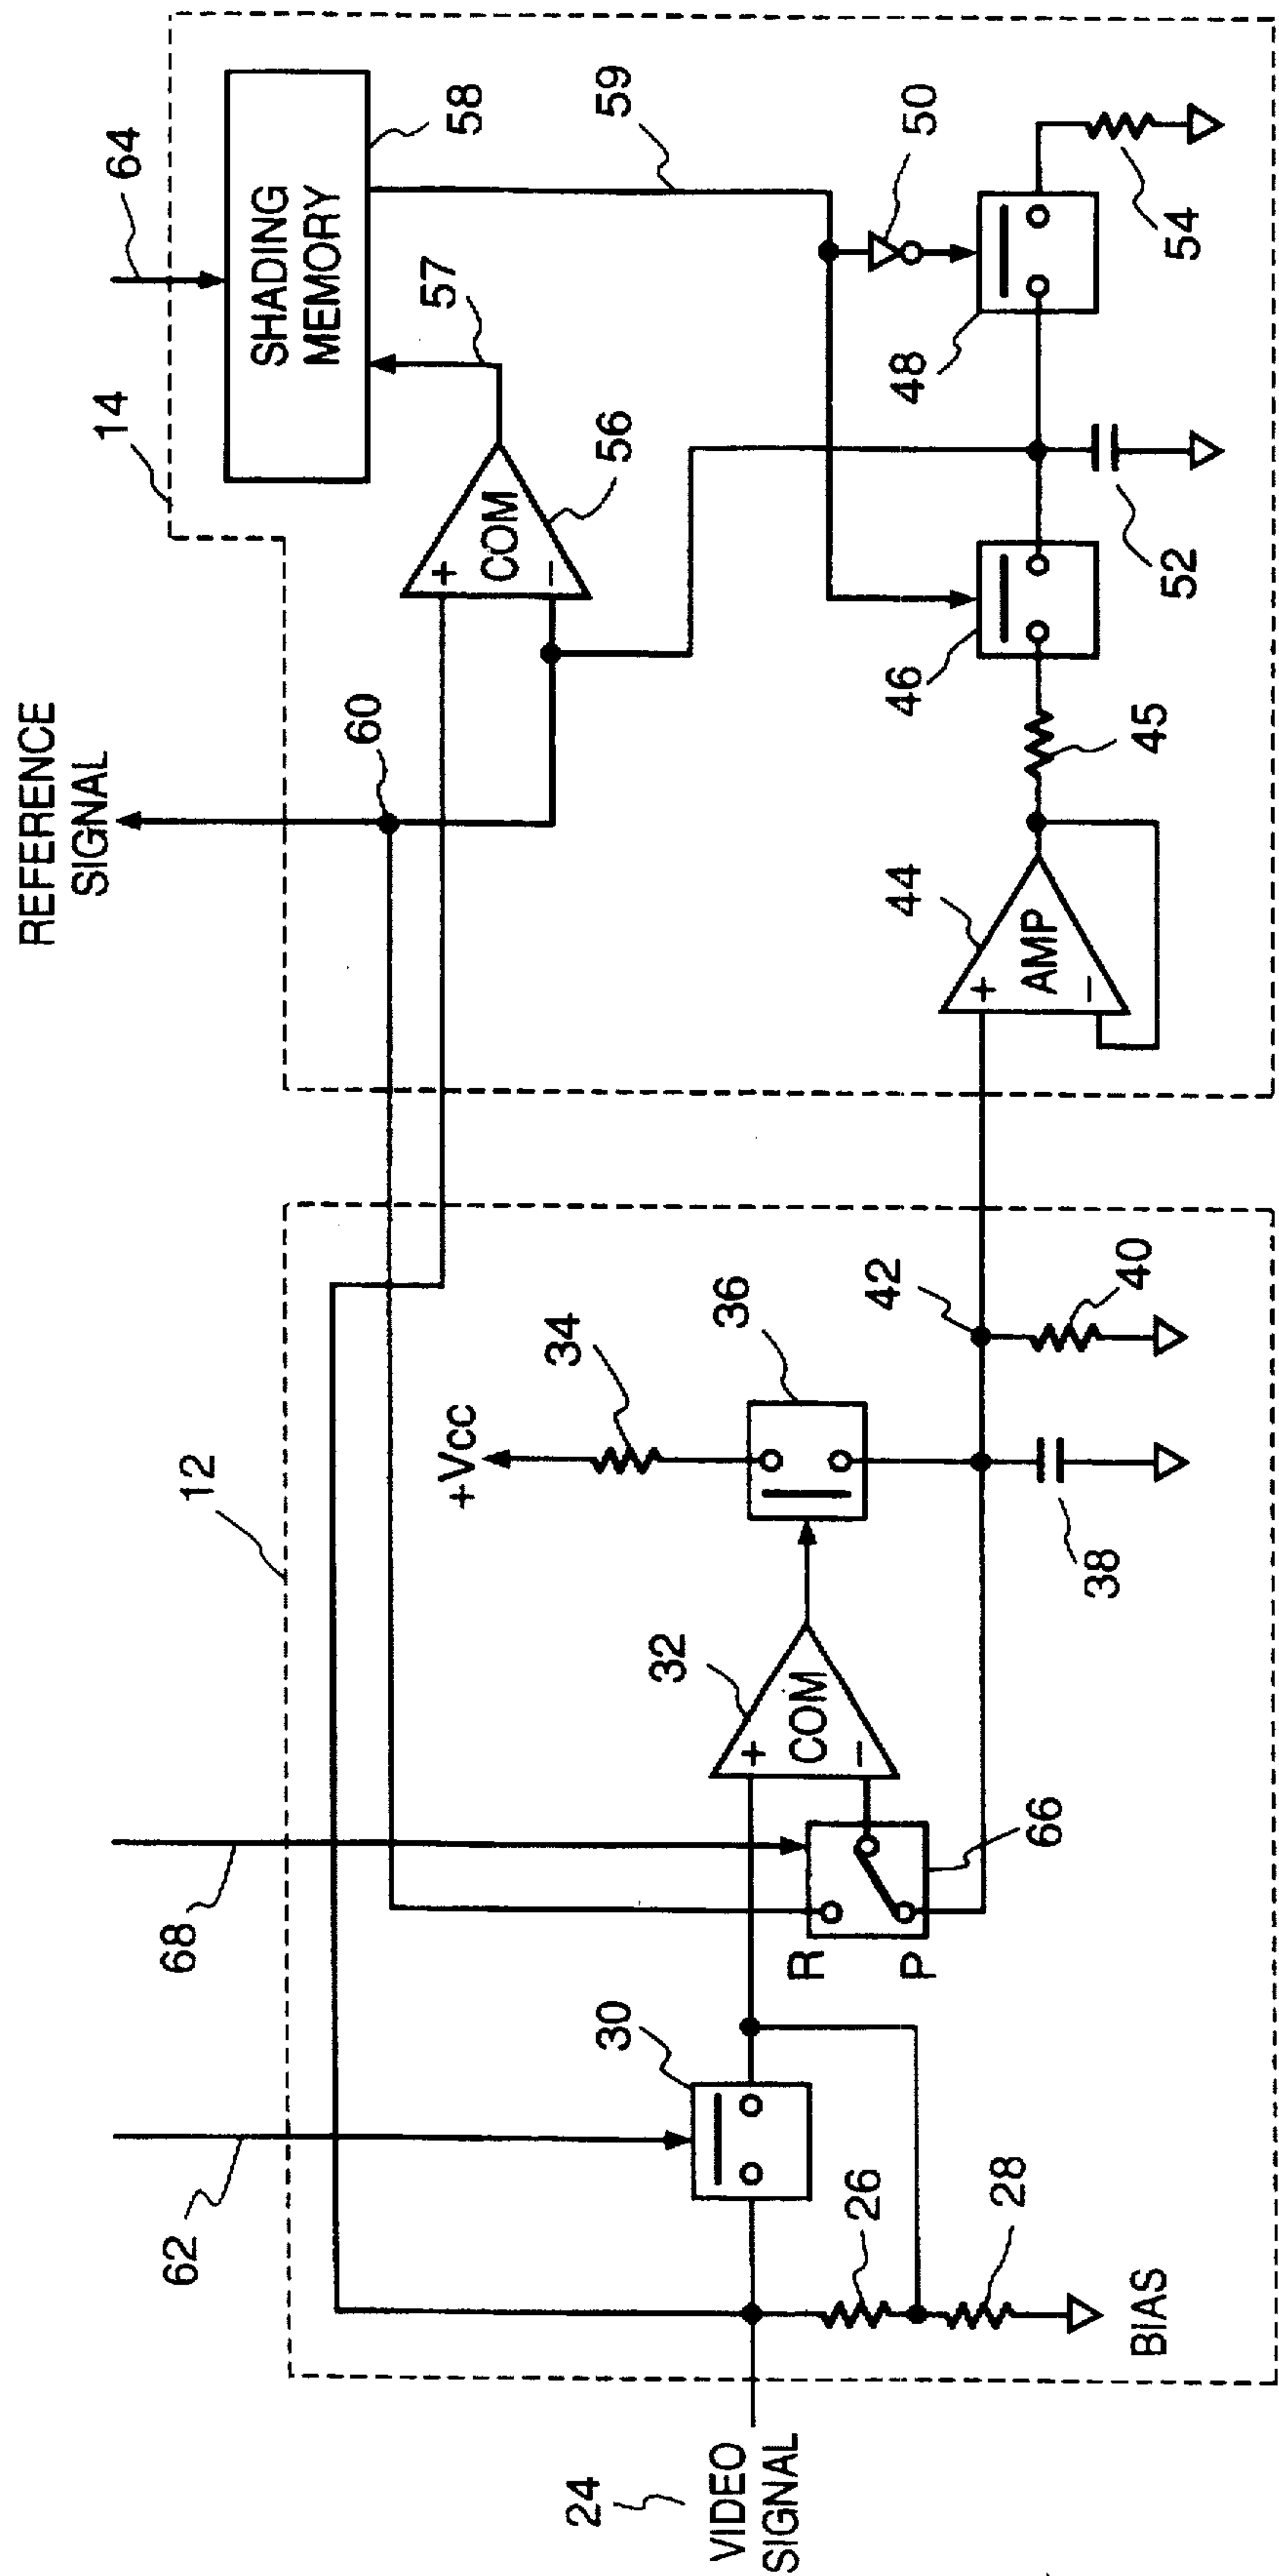 REFERENCE
SIGNAL
14
64
SHADING
MEMORY
58
59
57
60
+
COM
−
56
50
48
54
46
52
45
44
+
AMP
−
12
+Vcc
34
36
42
40
38
32
+
COM
−
68
R
P
66
62
30
26
28
BIAS
24
VIDEO
SIGNAL